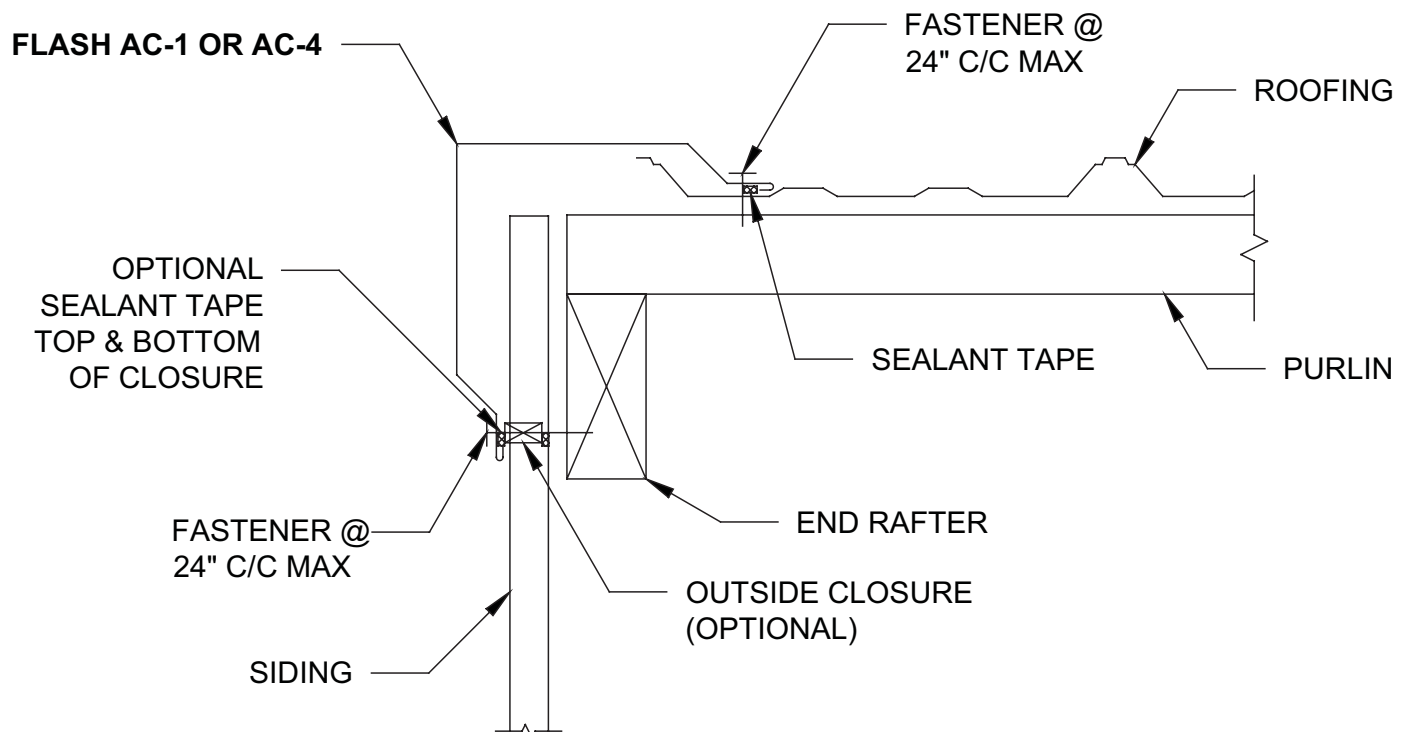 FLASH AC-1 OR AC-4
FASTENER @
24" C/C MAX
ROOFING
OPTIONAL
SEALANT TAPE
TOP & BOTTOM
OF CLOSURE
SEALANT TAPE
PURLIN
FASTENER @
24" C/C MAX
END RAFTER
OUTSIDE CLOSURE
(OPTIONAL)
SIDING